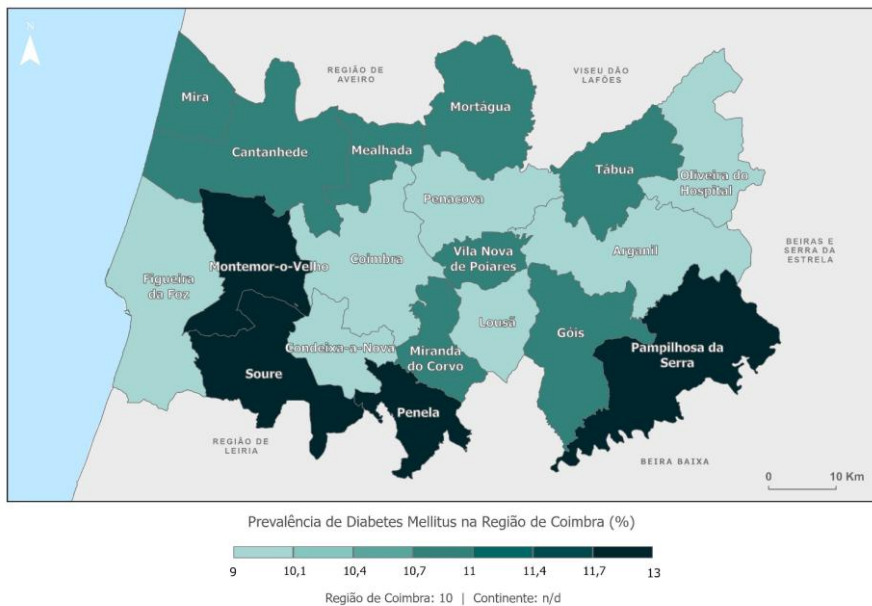 N
REGIÃO DE
AVEIRO
VISEU DÃO
LAFÕES
Mira
Mortágua
Cantanhede
Mealhada
Tábua
Oliveira do
Hospital
Penacova
BEIRAS E
SERRA DA
ESTRELA
Arganil
Vila Nova
de Poiares
Coimbra
Montemor-o-Velho
Figueira
da Foz
Lousã
Góis
Condeixa-a-Nova
Miranda
do Corvo
Pampilhosa da
Serra
Soure
Penela
REGIÃO DE
LEIRIA
BEIRA BAIXA
0 10 Km
Prevalência de Diabetes Mellitus na Região de Coimbra (%)
9 10,1 10,4 10,7 11 11,4 11,7 13
Região de Coimbra: 10 | Continente: n/d